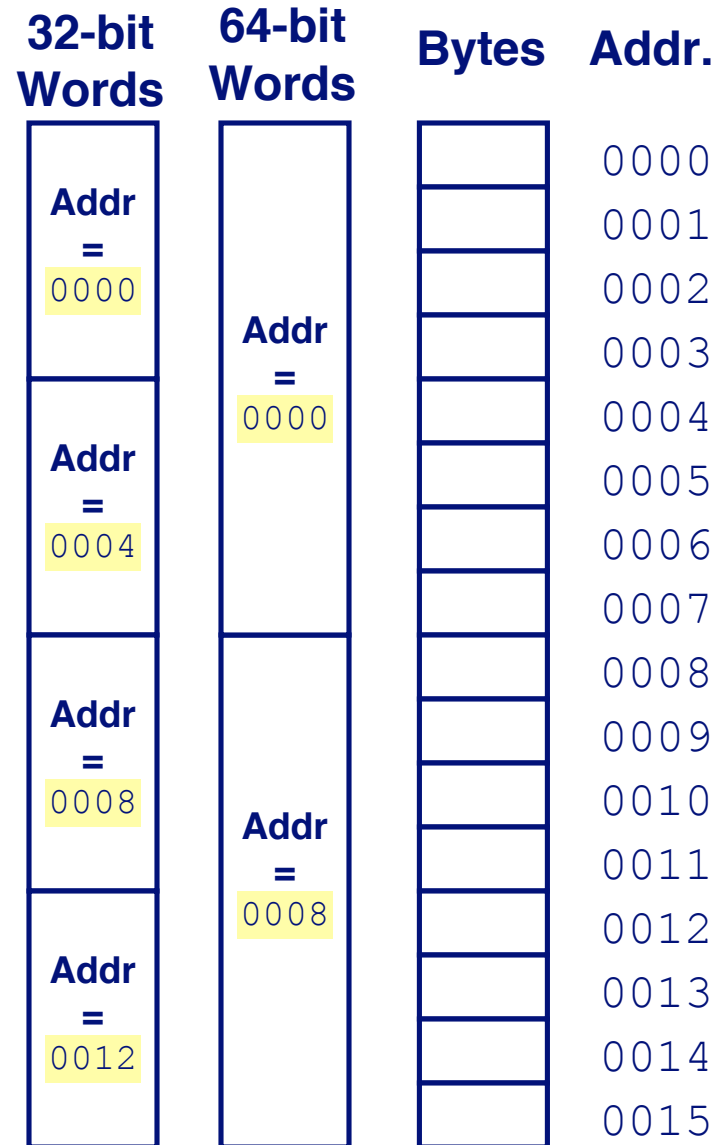 32-bit
Words
64-bit
Words
Bytes
Addr.
Addr
=
0000
Addr
=
0004
Addr
=
0008
Addr
=
0012
Addr
=
0000
Addr
=
0008
0000
0001
0002
0003
0004
0005
0006
0007
0008
0009
0010
0011
0012
0013
0014
0015